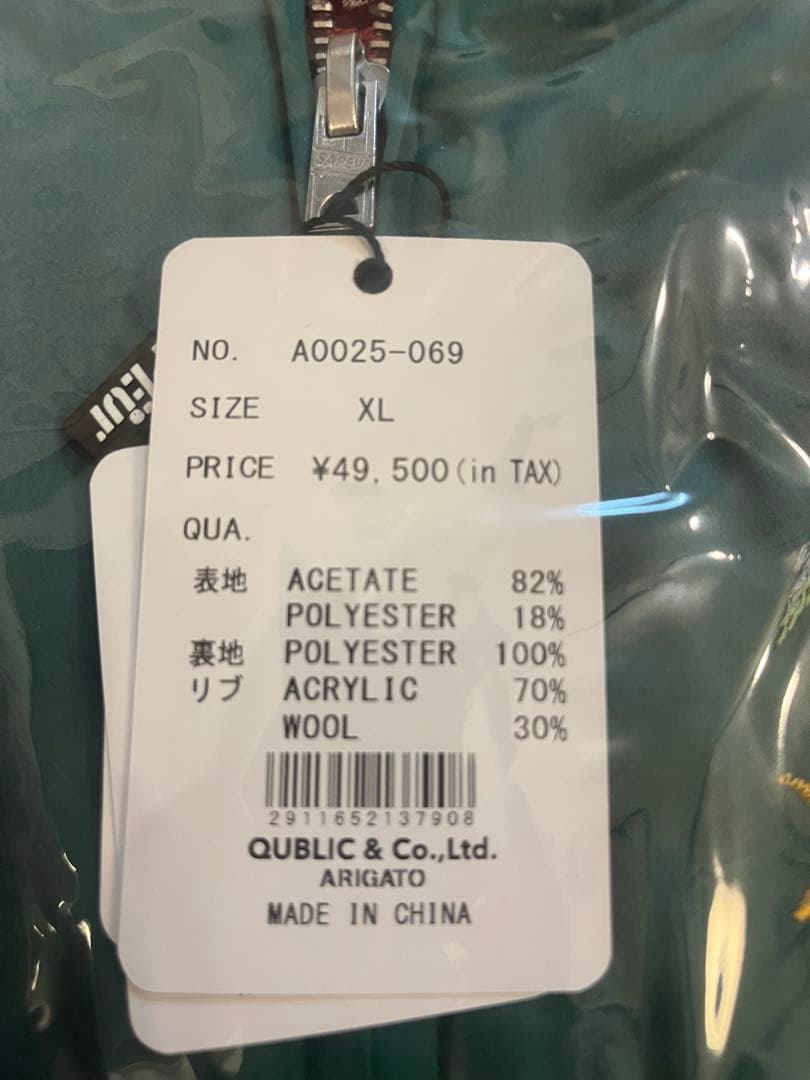 SAPEUR
NO. A0025-069
SIZE XL
PRICE ¥49,500(in TAX)
QUA.
表地 ACETATE 82%
POLYESTER 18%
裏地 POLYESTER 100%
リブ ACRYLIC 70%
WOOL 30%
2911652137908
QUBLIC & Co.,Ltd.
ARIGATO
MADE IN CHINA